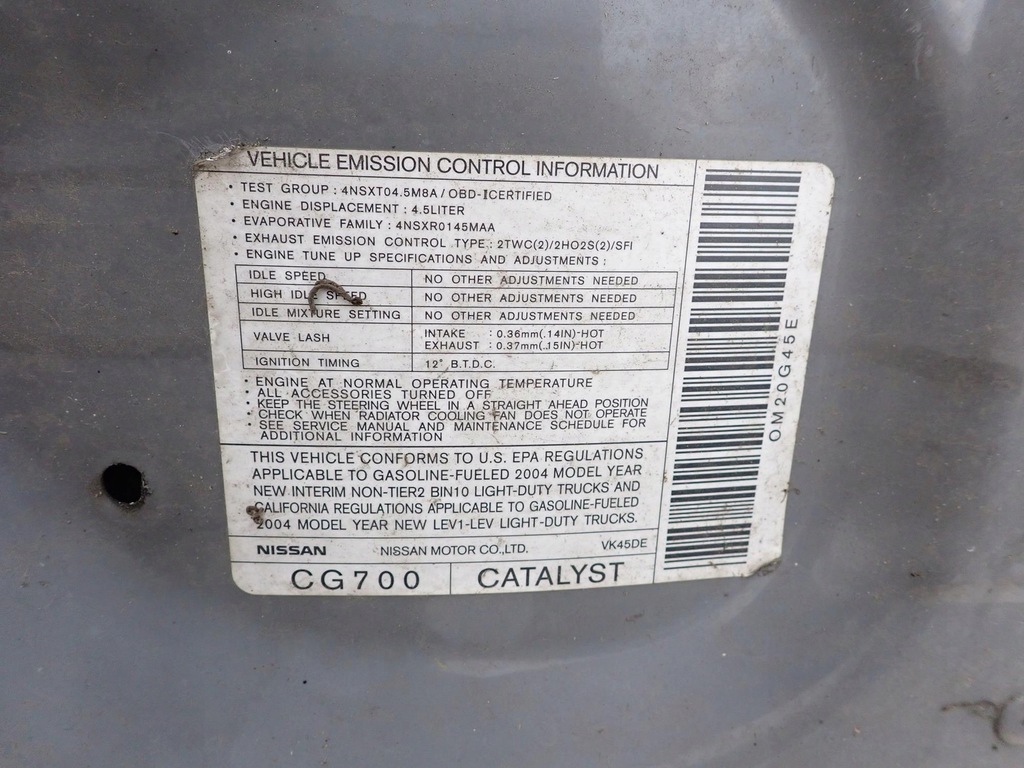 VEHICLE EMISSION CONTROL INFORMATION
• TEST GROUP : 4NSXT04.5M8A / OBD-II CERTIFIED
• ENGINE DISPLACEMENT : 4.5LITER
• EVAPORATIVE FAMILY : 4NSXR0145MAA
• EXHAUST EMISSION CONTROL TYPE : 2TWC(2)/2HO2S(2)/SFI
• ENGINE TUNE UP SPECIFICATIONS AND ADJUSTMENTS :
IDLE SPEED NO OTHER ADJUSTMENTS NEEDED
HIGH IDLE SPEED NO OTHER ADJUSTMENTS NEEDED
IDLE MIXTURE SETTING NO OTHER ADJUSTMENTS NEEDED
VALVE LASH INTAKE : 0.36mm(.14IN)-HOT
EXHAUST : 0.37mm(.15IN)-HOT
IGNITION TIMING 12° B.T.D.C.
• ENGINE AT NORMAL OPERATING TEMPERATURE
• ALL ACCESSORIES TURNED OFF
• KEEP THE STEERING WHEEL IN A STRAIGHT AHEAD POSITION
• CHECK WHEN RADIATOR COOLING FAN DOES NOT OPERATE
• SEE SERVICE MANUAL AND MAINTENANCE SCHEDULE FOR
ADDITIONAL INFORMATION
THIS VEHICLE CONFORMS TO U.S. EPA REGULATIONS
APPLICABLE TO GASOLINE-FUELED 2004 MODEL YEAR
NEW INTERIM NON-TIER2 BIN10 LIGHT-DUTY TRUCKS AND
CALIFORNIA REGULATIONS APPLICABLE TO GASOLINE-FUELED
2004 MODEL YEAR NEW LEV1-LEV LIGHT-DUTY TRUCKS.
NISSAN NISSAN MOTOR CO.,LTD. VK45DE
CG700 CATALYST
OM20G45E